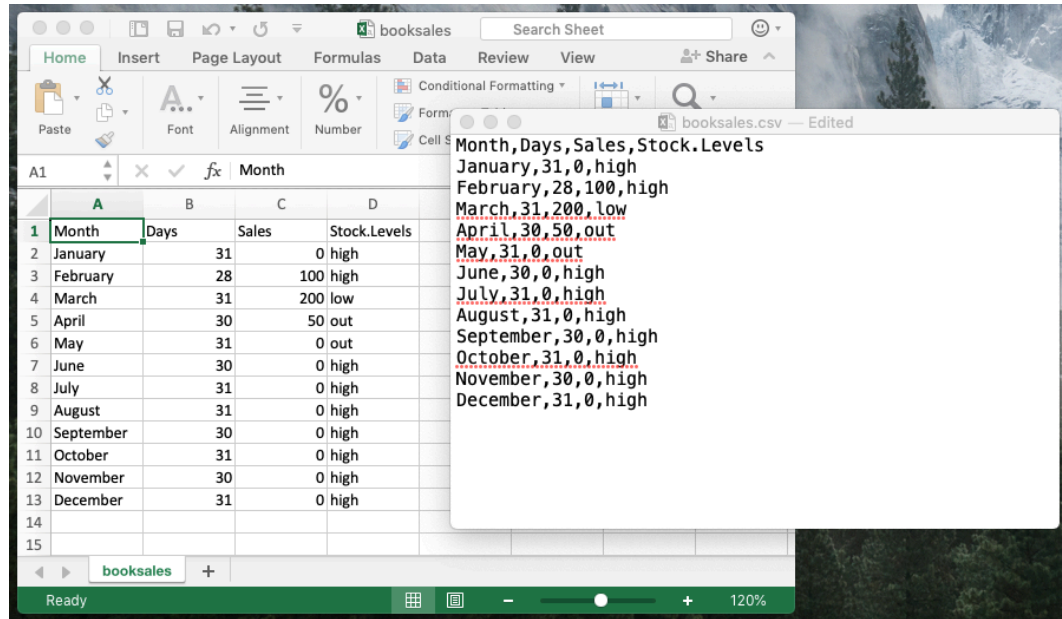 booksales
Search Sheet
Home Insert Page Layout Formulas Data Review View Share
Paste
Font
Alignment
%
Number
Conditional Formatting
Cell
A1 fx Month
A B C D
1 Month Days Sales Stock.Levels
2 January 31 0 high
3 February 28 100 high
4 March 31 200 low
5 April 30 50 out
6 May 31 0 out
7 June 30 0 high
8 July 31 0 high
9 August 31 0 high
10 September 30 0 high
11 October 31 0 high
12 November 30 0 high
13 December 31 0 high
14
15
booksales +
Ready
120%
booksales.csv — Edited
Month,Days,Sales,Stock.Levels
January,31,0,high
February,28,100,high
March,31,200,low
April,30,50,out
May,31,0,out
June,30,0,high
July,31,0,high
August,31,0,high
September,30,0,high
October,31,0,high
November,30,0,high
December,31,0,high